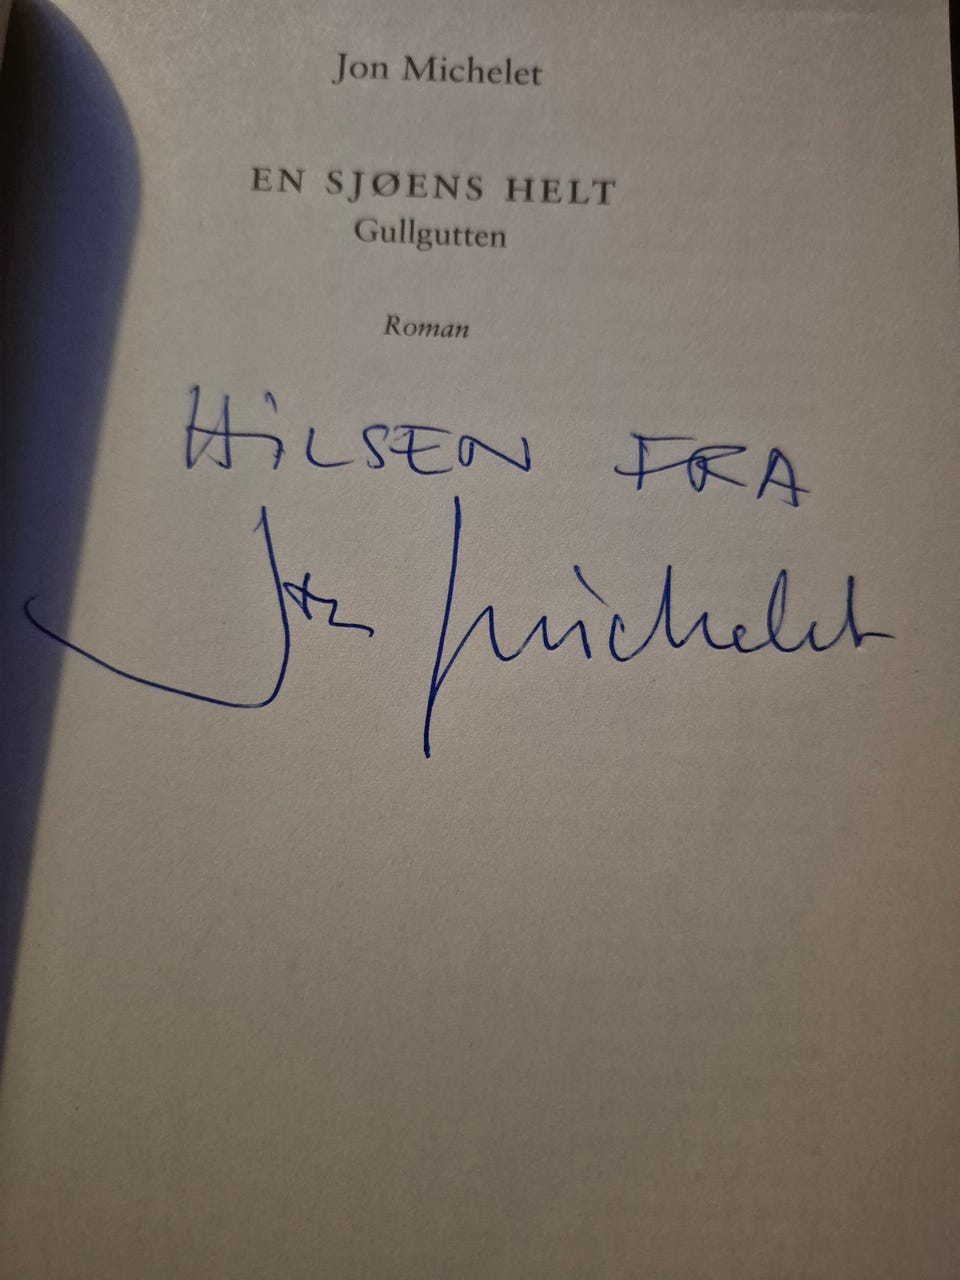 Jon Michelet
EN SJØENS HELT
Gullgutten
Roman
HiLSEN FRA
Jon Michelet